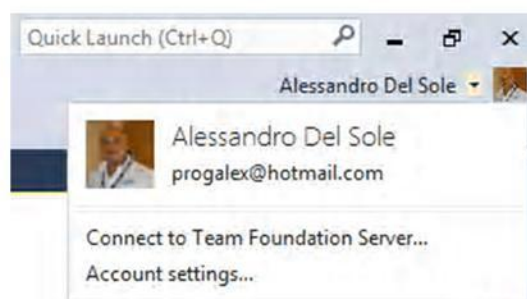 Quick Launch (Ctrl+Q)
Alessandro Del Sole
Alessandro Del Sole
progalex@hotmail.com
Connect to Team Foundation Server...
Account settings...